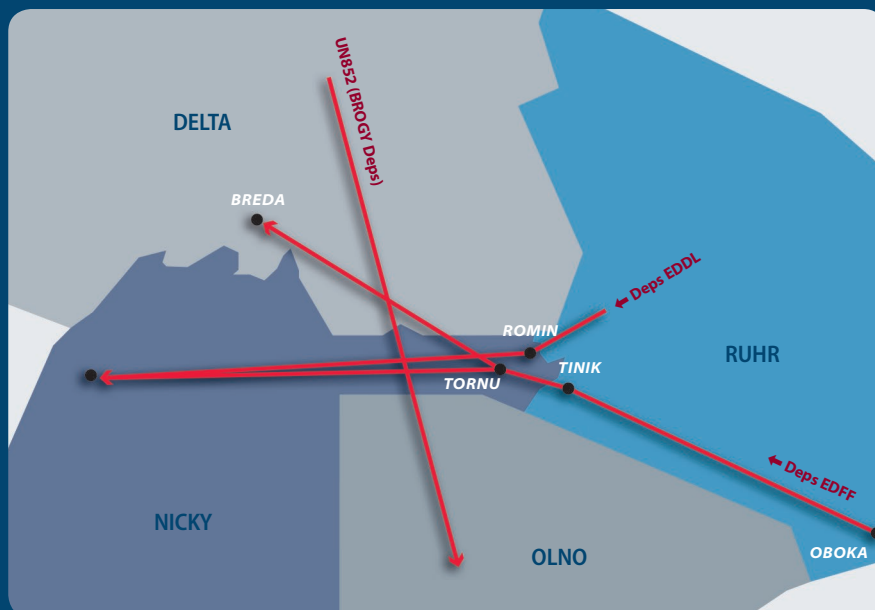 UN852 (BROGY Deps)
DELTA
BREDA
Deps EDDL
ROMIN
RUHR
TINIK
TORNU
Deps EDFF
NICKY
OLNO
OBOKA